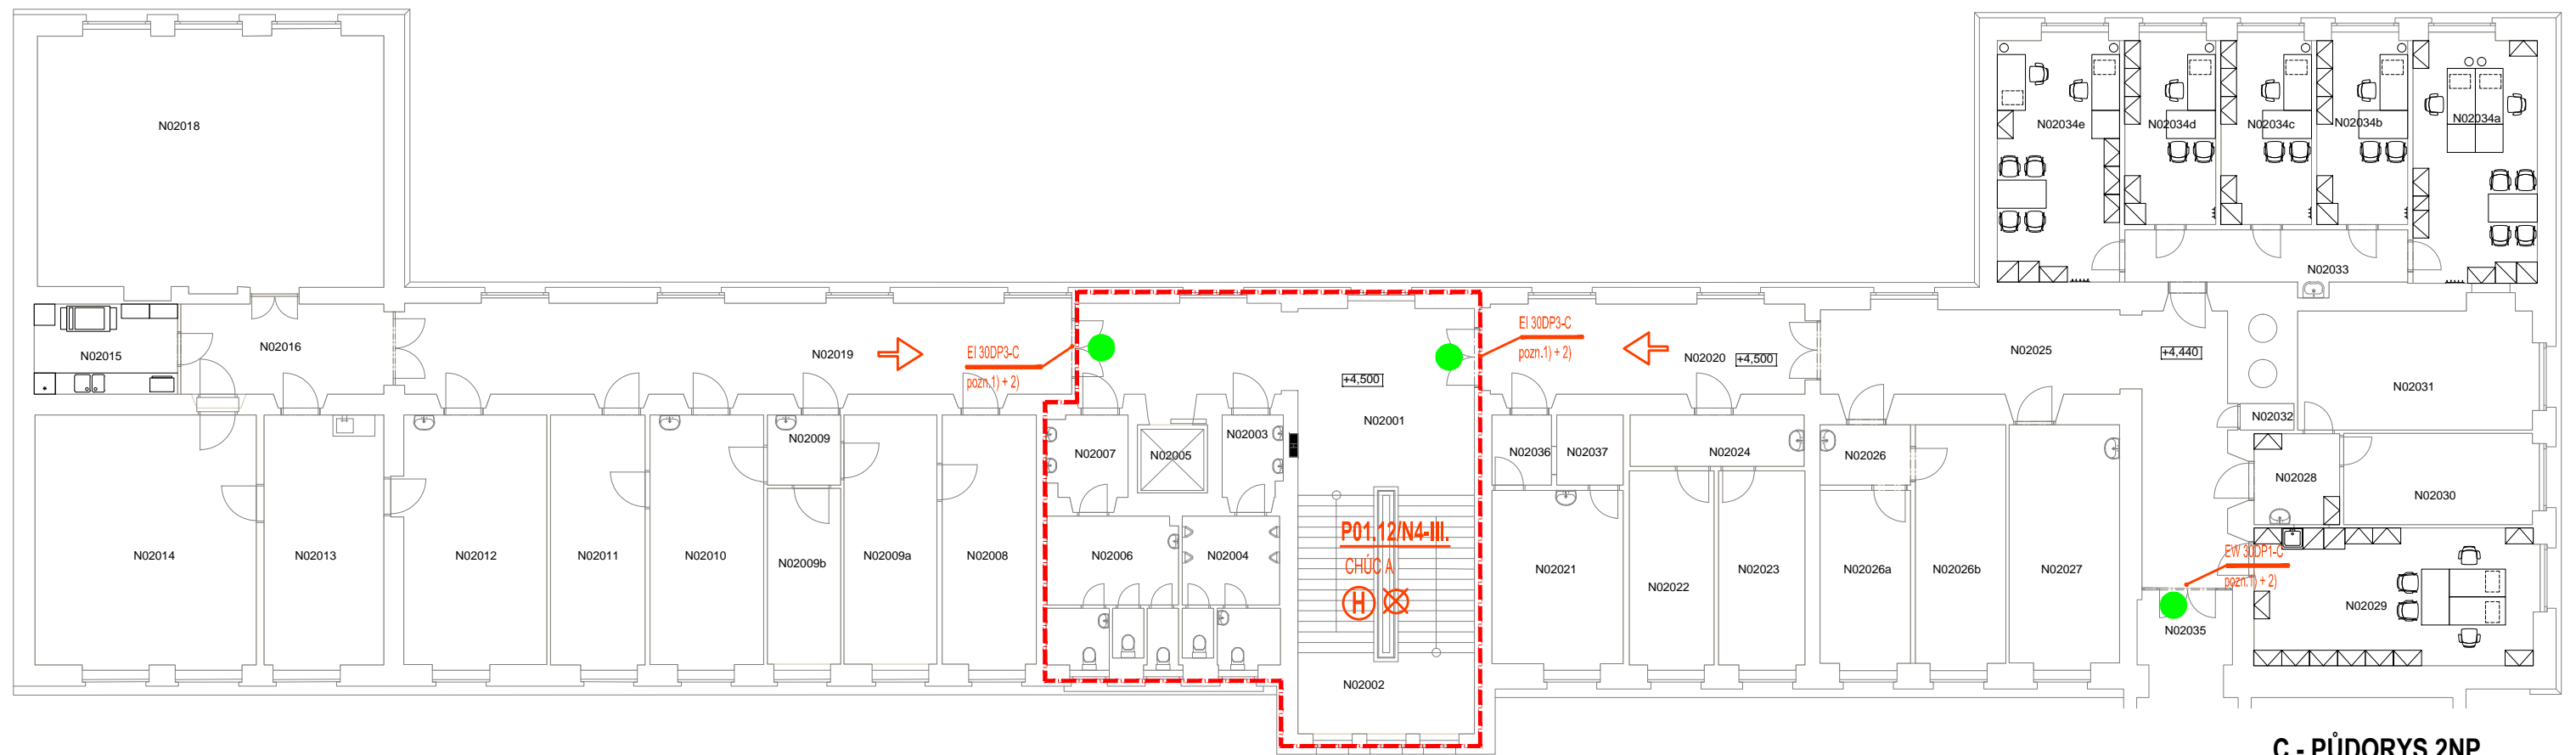 N02018
N02034e
N02034d
N02034c
N02034b
N02034a
N02033
N02015
N02016
N02019
EI 30DP3-C
pozn.1) + 2)
+4,500
N02001
EI 30DP3-C
pozn.1) + 2)
N02020
+4,500
N02025
+4,440
N02031
N02032
N02014
N02013
N02012
N02011
N02010
N02009
N02009b
N02009a
N02008
N02007
N02005
N02003
N02006
N02004
P01.12/N4-III.
CHÚC A
H
N02002
N02036
N02037
N02024
N02026
N02021
N02022
N02023
N02026a
N02026b
N02027
N02028
N02030
EW 30DP1-C
pozn.1) + 2)
N02029
N02035
C - PŮDORYS 2NP